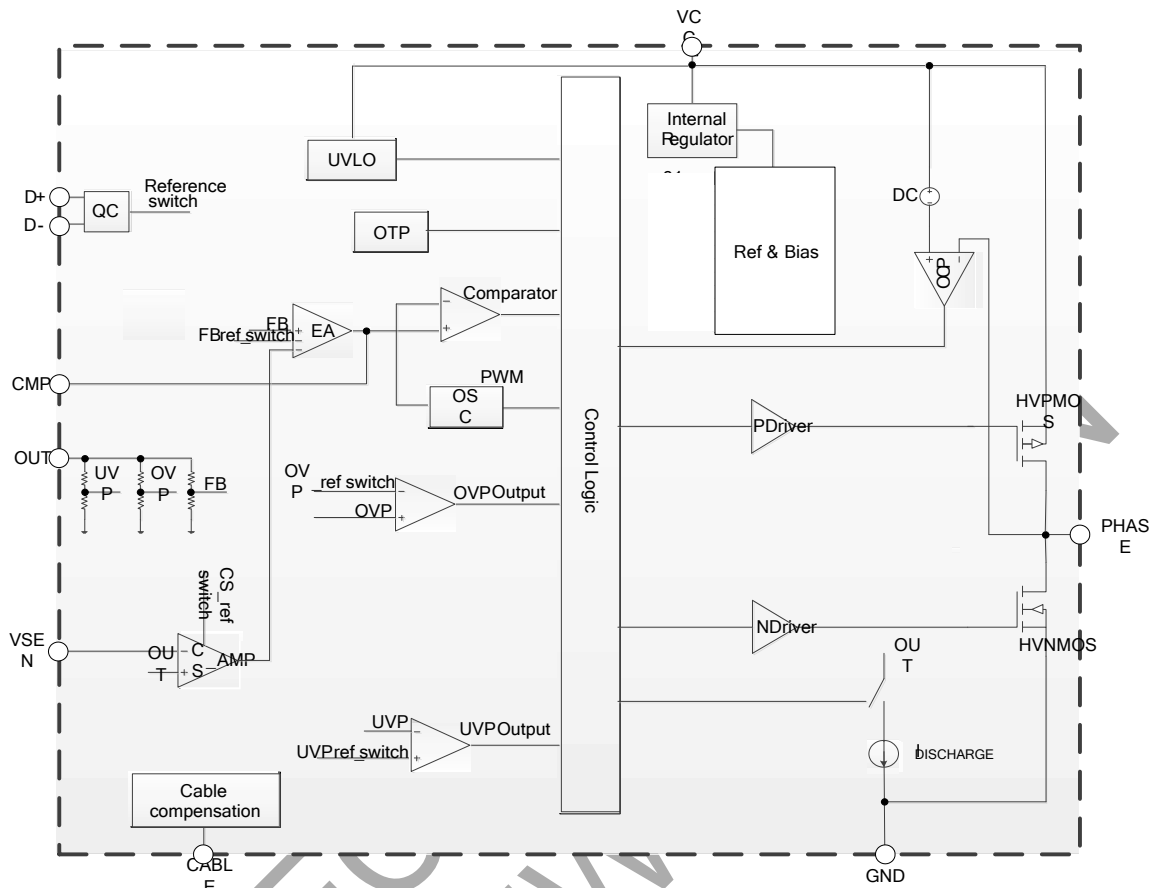 VC
C
Internal
Regulator
UVLO
D+
D-
QC
Reference
switch
OTP
DC
Ref & Bias
+
-
OCP
Comparator
-
+
FB
FBref_switch
+
-
-
EA
CMP
PWM
OS
C
Control Logic
PDriver
HVPMO
S
OUT
UV
P
OV
P
FB
OV
P
ref switch
OVP
-
+
OVPOutput
PHAS
E
CS_ref
switch
VSE
N
OU
T
-
+
C
S_AMP
NDriver
HVNMOS
OU
T
UVP
UVPref_switch
-
+
UVPOutput
IDISCHARGE
Cable
compensation
CABL
E
GND